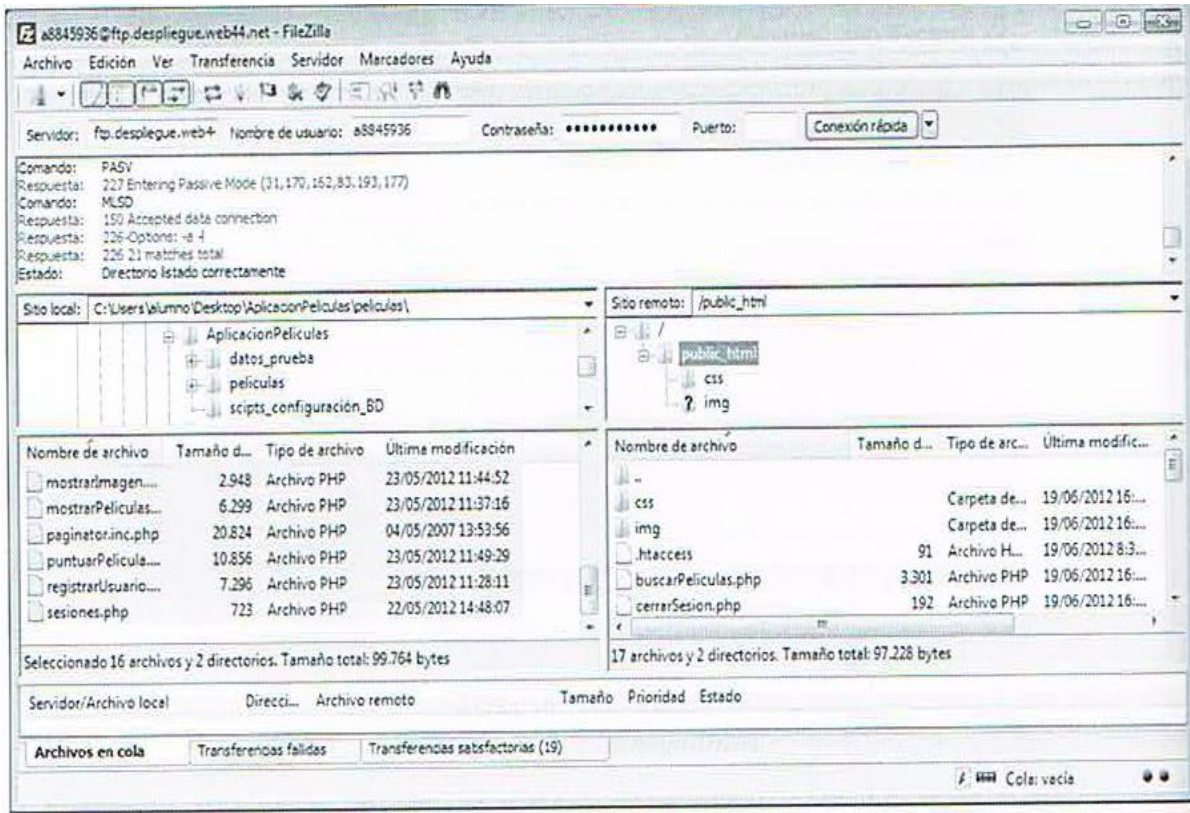 a8845936@ftp.despliegue.web44.net - FileZilla
Archivo Edición Ver Transferencia Servidor Marcadores Ayuda
Servidor: ftp.despliegue.web4 Nombre de usuario: a8845936 Contraseña: ●●●●●●●●●●● Puerto: Conexión rápida
Comando: PASV
Respuesta: 227 Entering Passive Mode (31,170,162,83,193,177)
Comando: MLSD
Respuesta: 150 Accepted data connection
Respuesta: 226-Options: -a -l
Respuesta: 226 21 matches total
Estado: Directorio listado correctamente
Sitio local: C:\Users\alumno\Desktop\AplicacionPeliculas\peliculas\
AplicacionPeliculas
datos_prueba
peliculas
scipts_configuración_BD
Sitio remoto: /public_html
/
public_html
css
? img
Nombre de archivo Tamaño d... Tipo de archivo Última modificación
mostrarImagen.... 2.948 Archivo PHP 23/05/2012 11:44:52
mostrarPeliculas... 6.299 Archivo PHP 23/05/2012 11:37:16
paginator.inc.php 20.824 Archivo PHP 04/05/2007 13:53:56
puntuarPelicula.... 10.856 Archivo PHP 23/05/2012 11:49:29
registrarUsuario.... 7.296 Archivo PHP 23/05/2012 11:28:11
sesiones.php 723 Archivo PHP 22/05/2012 14:48:07
Seleccionado 16 archivos y 2 directorios. Tamaño total: 99.764 bytes
Nombre de archivo Tamaño d... Tipo de arc... Última modific...
..
css Carpeta de... 19/06/2012 16:...
img Carpeta de... 19/06/2012 16:...
.htaccess 91 Archivo H... 19/06/2012 8:3...
buscarPeliculas.php 3.301 Archivo PHP 19/06/2012 16:...
cerrarSesion.php 192 Archivo PHP 19/06/2012 16:...
17 archivos y 2 directorios. Tamaño total: 97.228 bytes
Servidor/Archivo local Direcci... Archivo remoto Tamaño Prioridad Estado
Archivos en cola Transferencias fallidas Transferencias satisfactorias (19)
Cola: vacía